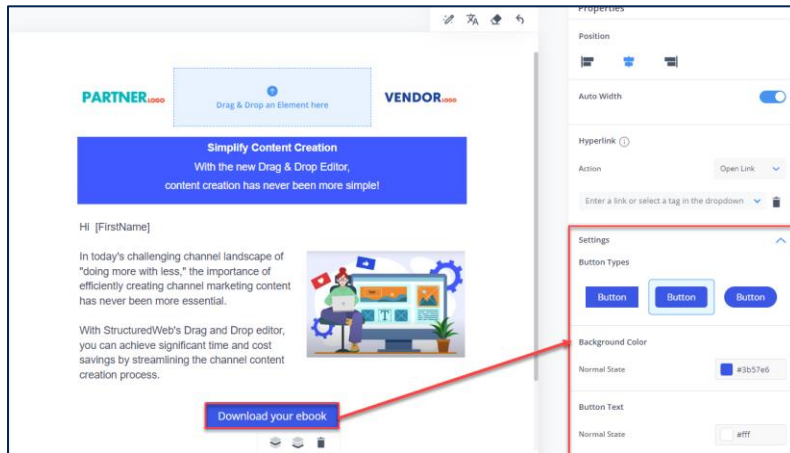 Properties
Position
Auto Width
Hyperlink
Action
Open Link
Enter a link or select a tag in the dropdown
Settings
Button Types
Button
Button
Button
Background Color
Normal State
#3b57e6
Button Text
Normal State
#fff
PARTNER LOGO
Drag & Drop an Element here
VENDOR LOGO
Simplify Content Creation
With the new Drag & Drop Editor,
content creation has never been more simple!
Hi [FirstName]
In today's challenging channel landscape of
"doing more with less," the importance of
efficiently creating channel marketing content
has never been more essential.
With StructuredWeb's Drag and Drop editor,
you can achieve significant time and cost
savings by streamlining the channel content
creation process.
Download your ebook